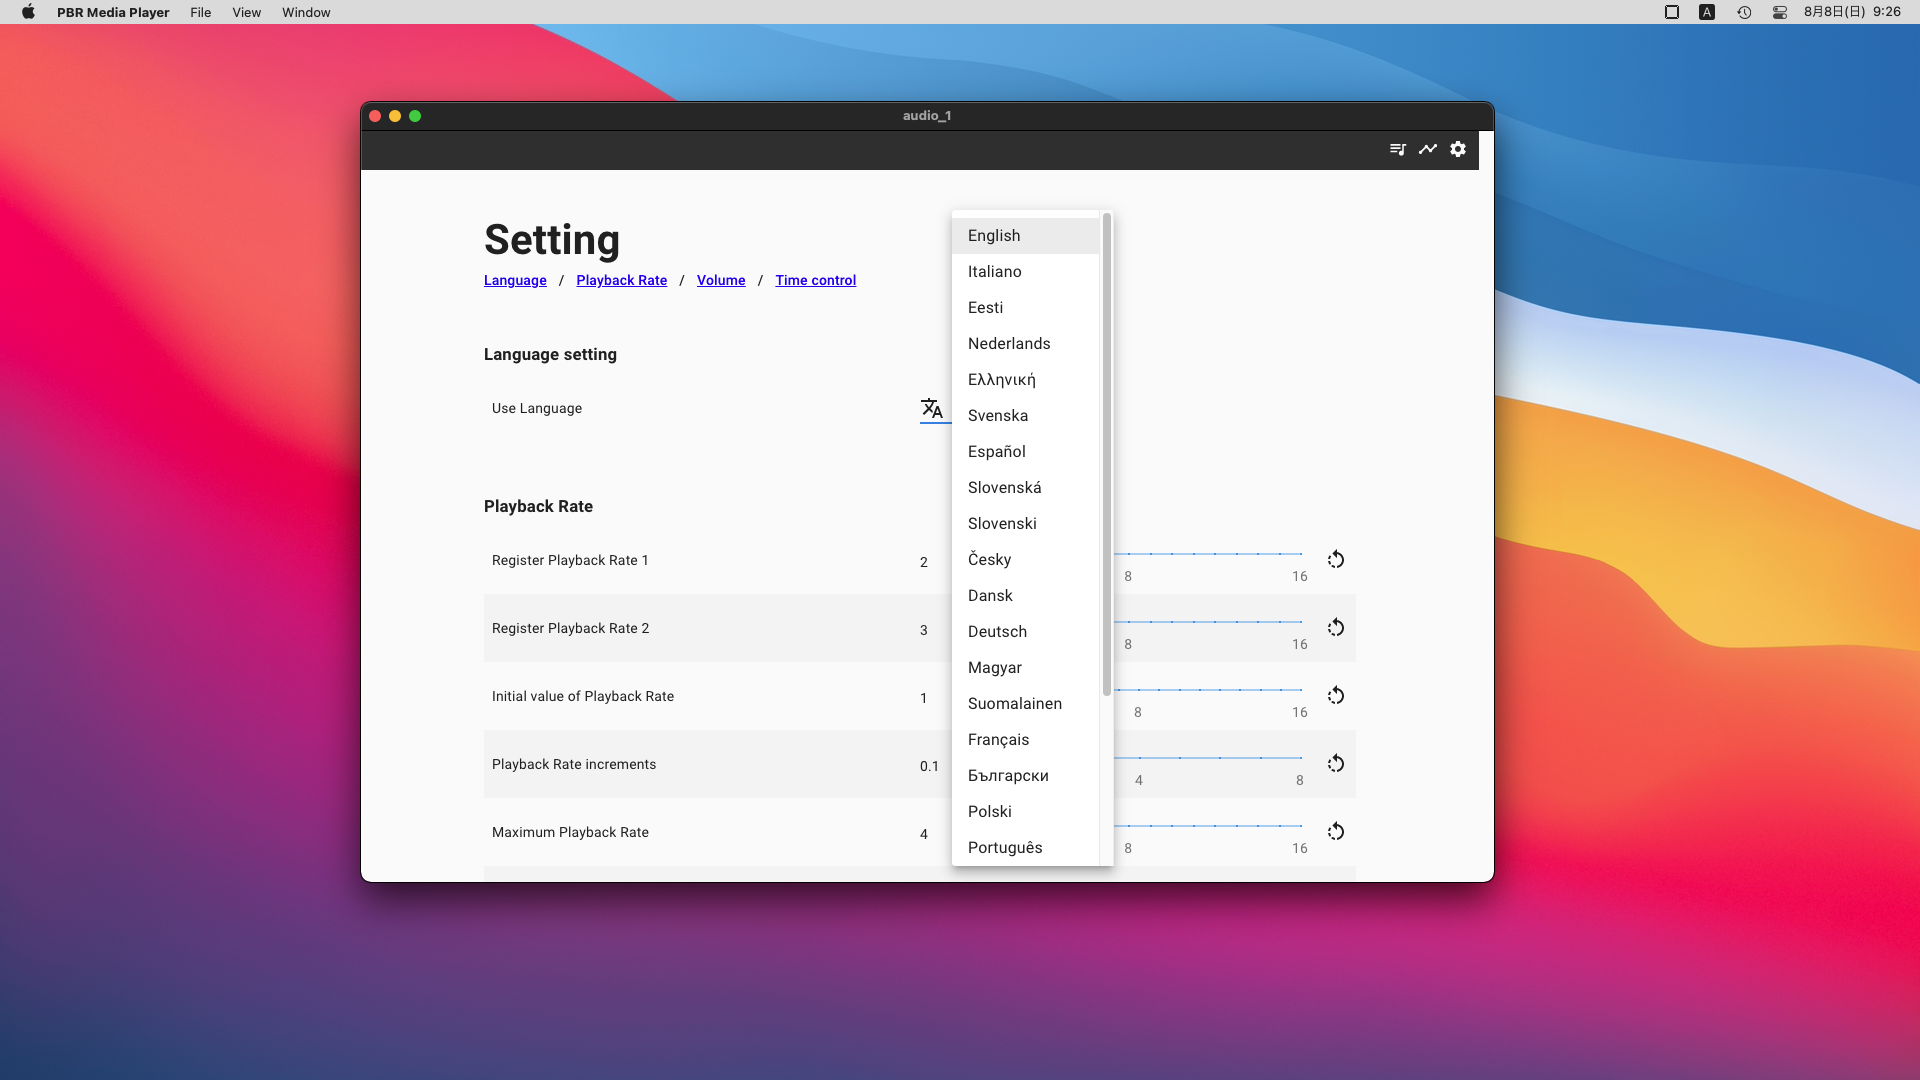 PBR Media Player File View Window A 8月8日(日) 9:26
audio_1
Setting
Language / Playback Rate / Volume / Time control
Language setting
Use Language
Playback Rate
Register Playback Rate 1 2 8 16
Register Playback Rate 2 3 8 16
Initial value of Playback Rate 1 8 16
Playback Rate increments 0.1 4 8
Maximum Playback Rate 4 8 16
English
Italiano
Eesti
Nederlands
Ελληνική
Svenska
Español
Slovenská
Slovenski
Česky
Dansk
Deutsch
Magyar
Suomalainen
Français
Български
Polski
Português